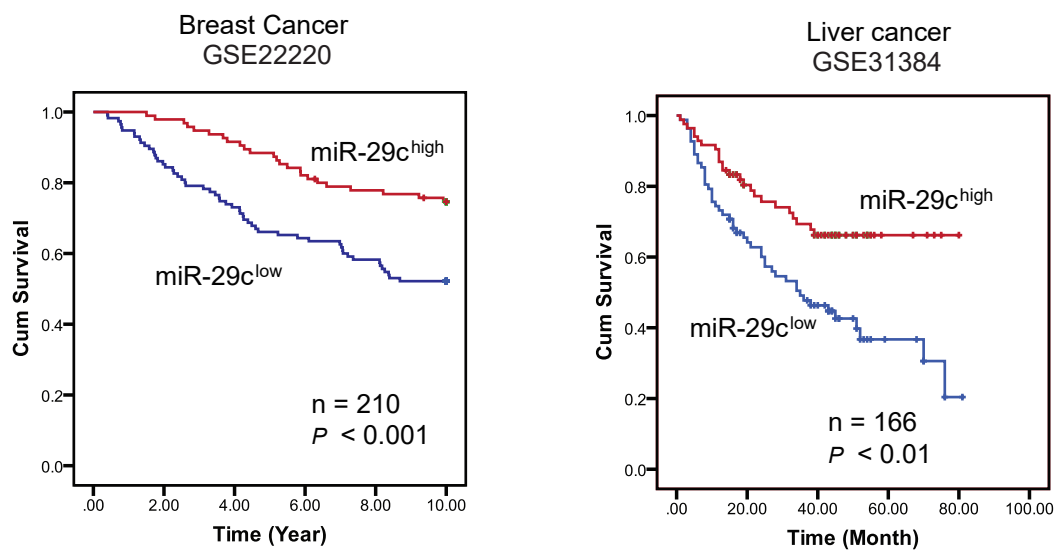 Breast Cancer
GSE22220
Cum Survival
1.0
0.8
0.6
0.4
0.2
0.0
miR-29chigh
miR-29clow
n = 210
P < 0.001
.00 2.00 4.00 6.00 8.00 10.00
Time (Year)
Liver cancer
GSE31384
Cum Survival
1.0
0.8
0.6
0.4
0.2
0.0
miR-29chigh
miR-29clow
n = 166
P < 0.01
.00 20.00 40.00 60.00 80.00 100.00
Time (Month)